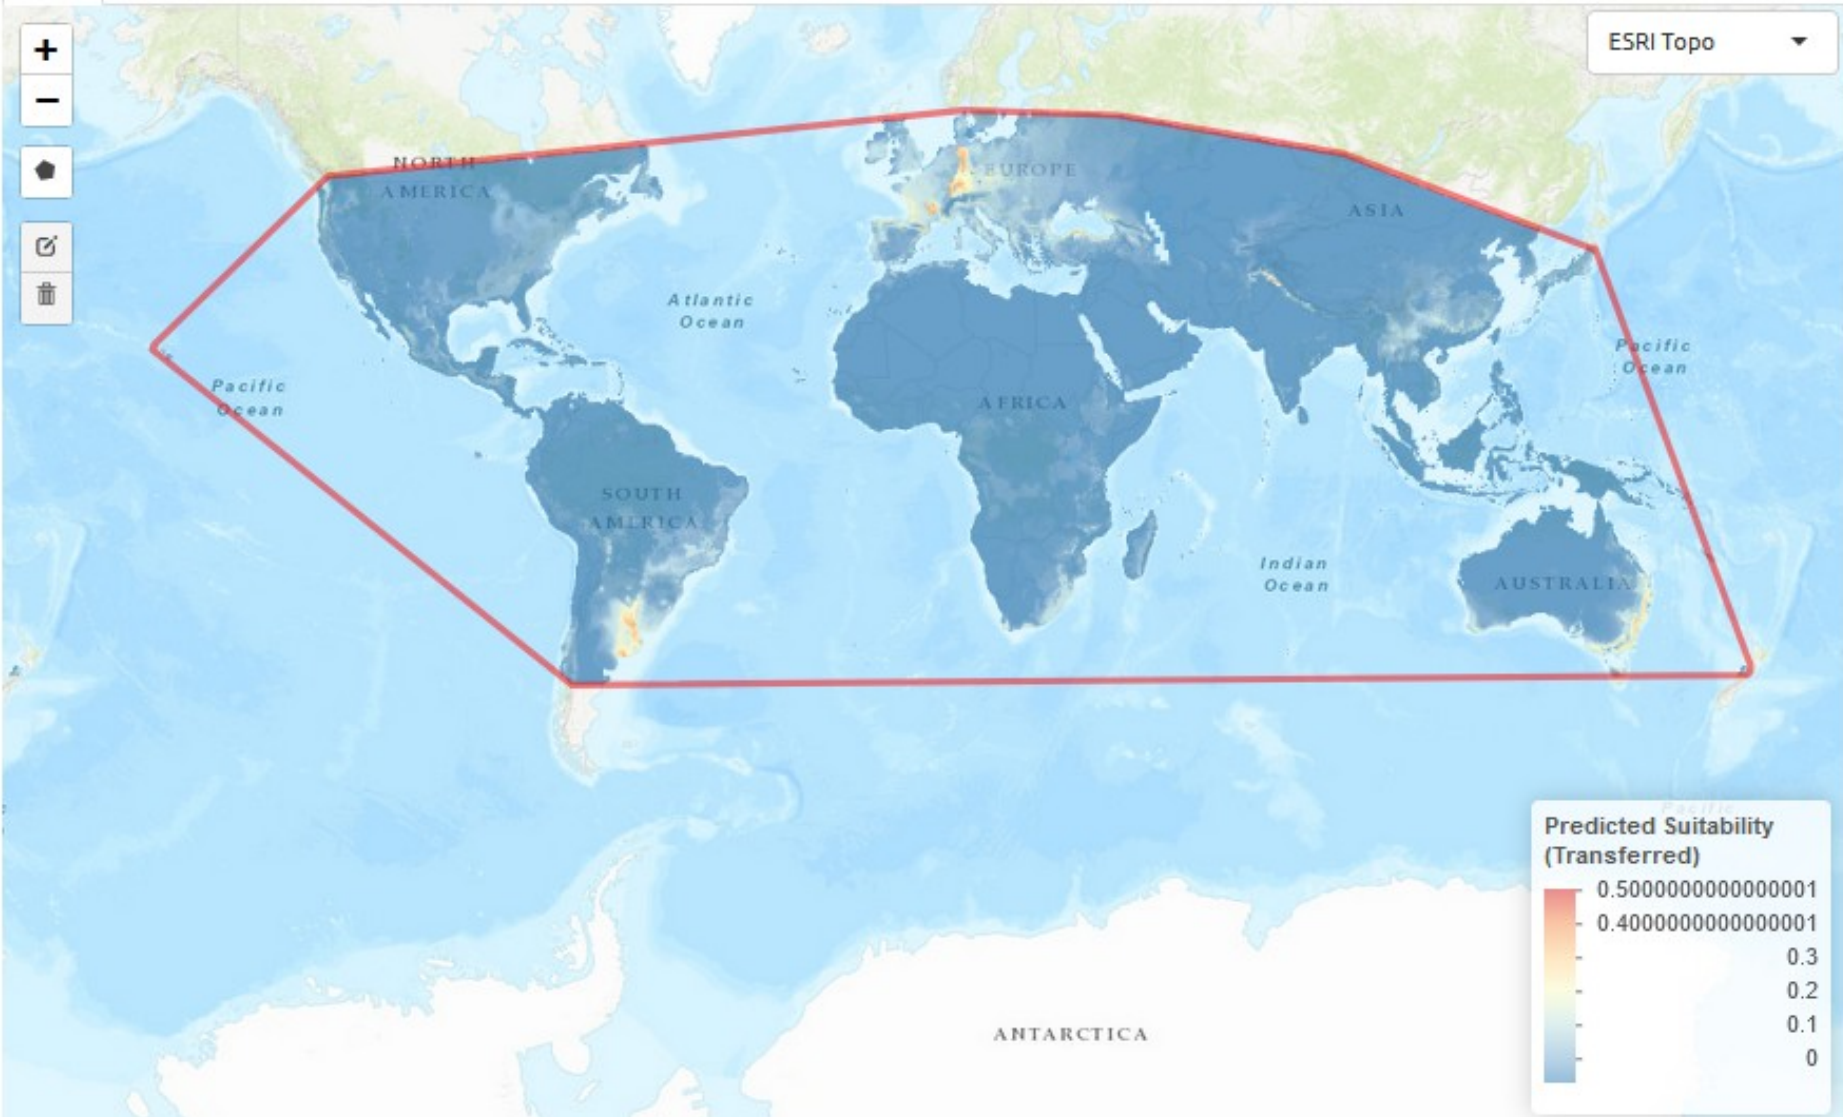 +
ESRI Topo
−
NORTH
AMERICA
EUROPE
ASIA
Atlantic
Ocean
Pacific
Ocean
Pacific
Ocean
AFRICA
SOUTH
AMERICA
Indian
Ocean
AUSTRALIA
Pacific
Predicted Suitability
(Transferred)
0.5000000000000001
0.4000000000000001
0.3
0.2
0.1
0
ANTARCTICA